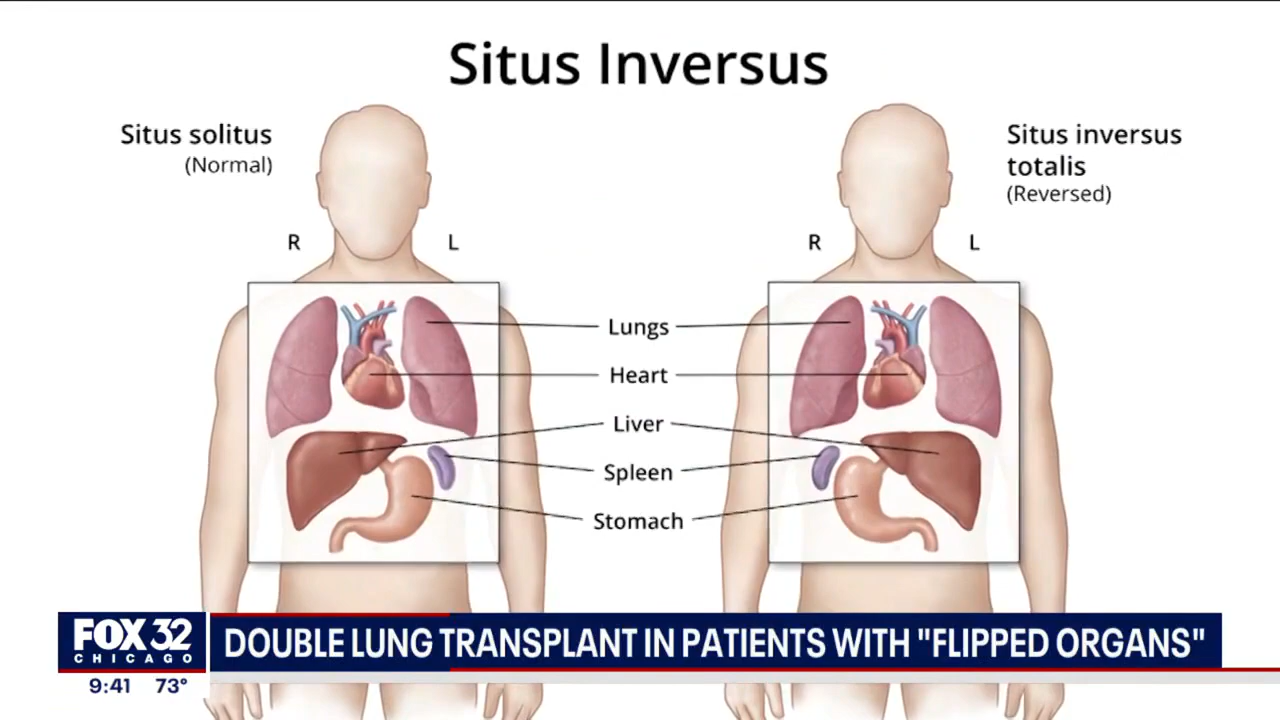 Situs Inversus
Situs solitus
(Normal)
Situs inversus
totalis
(Reversed)
R
L
R
L
Lungs
Heart
Liver
Spleen
Stomach
FOX 32
CHICAGO
DOUBLE LUNG TRANSPLANT IN PATIENTS WITH "FLIPPED ORGANS"
9:41 73°